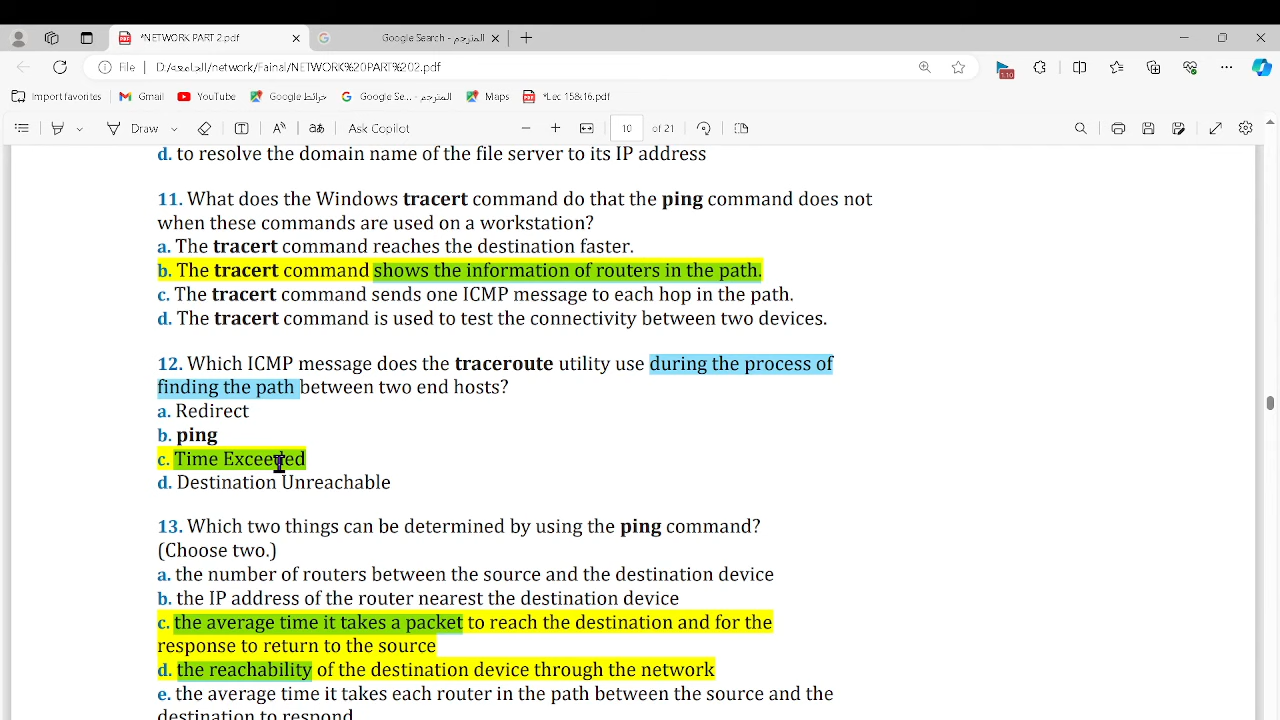 *NETWORK PART 2.pdf
المترجم - Google Search
File
D:/الجامعه/network/Fainal/NETWORK%20PART%202.pdf
1.10
Import favorites
Gmail
YouTube
خرائط Google
المترجم - Google Se...
Maps
*Lec 15&16.pdf
Draw
Ask Copilot
10 of 21
d. to resolve the domain name of the file server to its IP address
11. What does the Windows tracert command do that the ping command does not
when these commands are used on a workstation?
a. The tracert command reaches the destination faster.
b. The tracert command shows the information of routers in the path.
c. The tracert command sends one ICMP message to each hop in the path.
d. The tracert command is used to test the connectivity between two devices.
12. Which ICMP message does the traceroute utility use during the process of
finding the path between two end hosts?
a. Redirect
b. ping
c. Time Exceeded
d. Destination Unreachable
13. Which two things can be determined by using the ping command?
(Choose two.)
a. the number of routers between the source and the destination device
b. the IP address of the router nearest the destination device
c. the average time it takes a packet to reach the destination and for the
response to return to the source
d. the reachability of the destination device through the network
e. the average time it takes each router in the path between the source and the
destination to respond